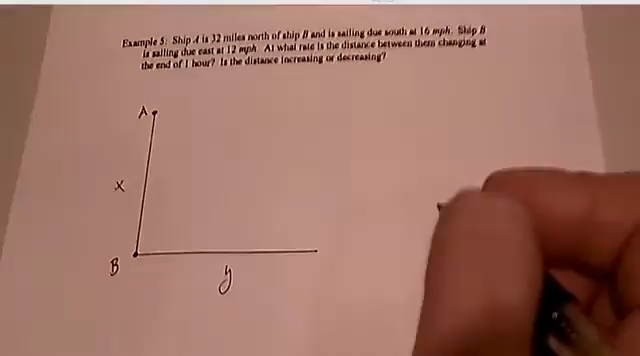 Example 5: Ship A is 32 miles north of ship B and is sailing due south at 16 mph. Ship B
is sailing due east at 12 mph. At what rate is the distance between them changing at
the end of 1 hour? Is the distance increasing or decreasing?
A
x
B
y